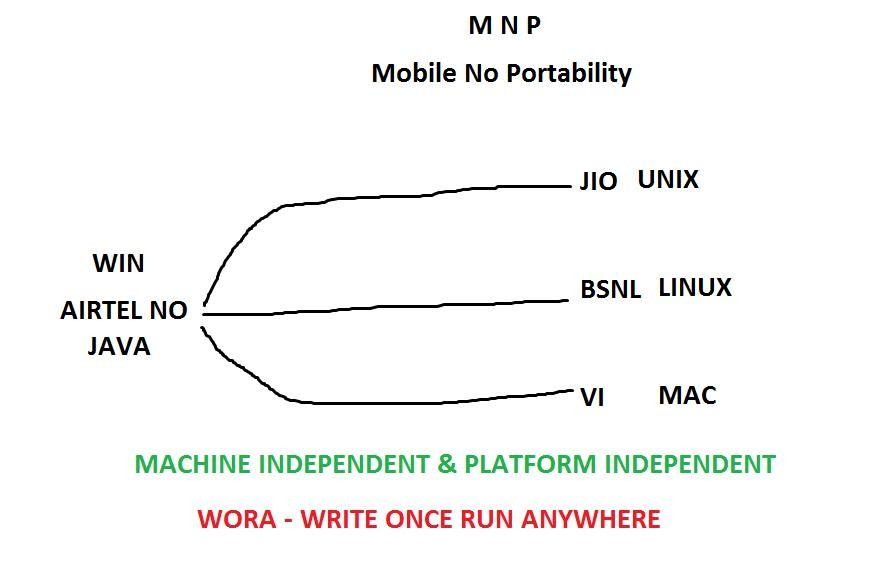 M N P
Mobile No Portability
JIO UNIX
WIN
AIRTEL NO
JAVA
BSNL LINUX
VI MAC
MACHINE INDEPENDENT & PLATFORM INDEPENDENT
WORA - WRITE ONCE RUN ANYWHERE